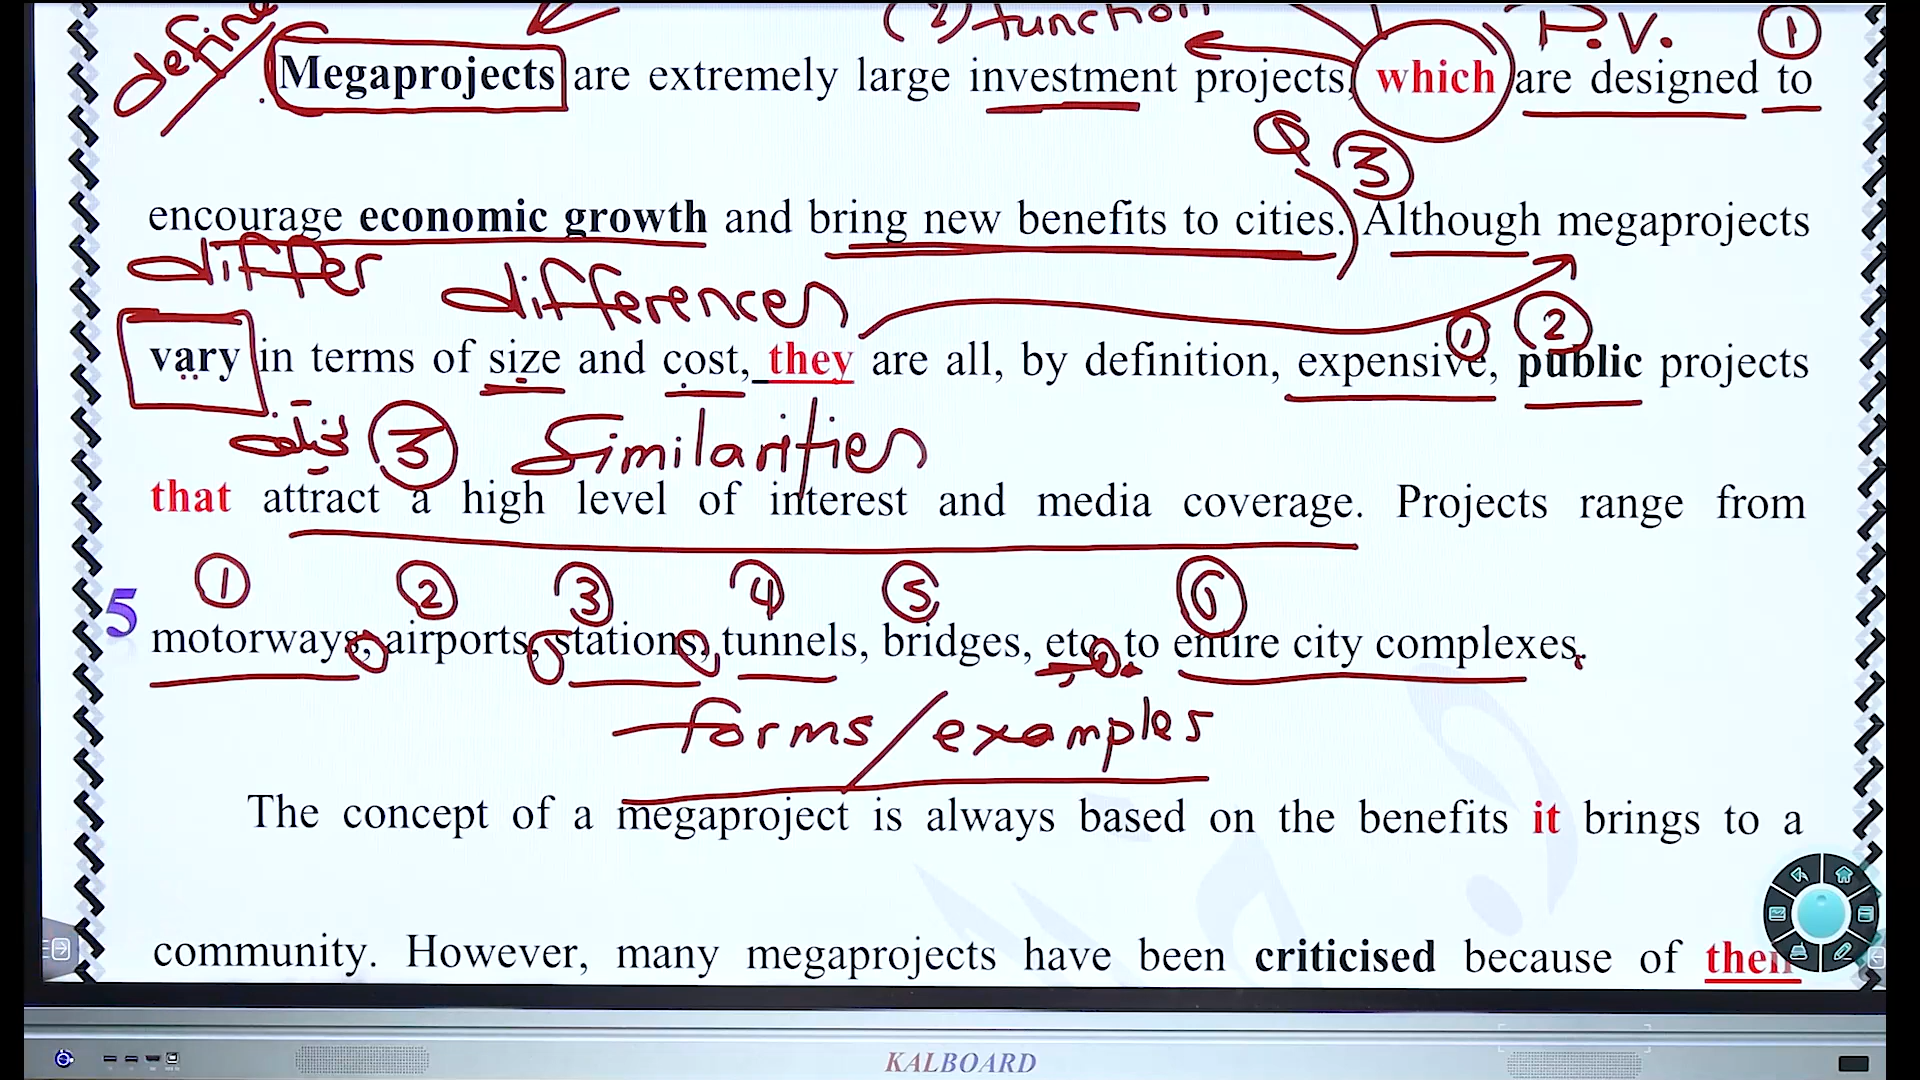 define (2) function P.V. 1
Megaprojects are extremely large investment projects, which are designed to
Q 3
encourage economic growth and bring new benefits to cities. Although megaprojects
differ differences 1 2
vary in terms of size and cost, they are all, by definition, expensive, public projects
3 Similarities
that attract a high level of interest and media coverage. Projects range from
1 2 3 4 5 6
5
motorways, airports, stations, tunnels, bridges, etc, to entire city complexes.
forms/examples
The concept of a megaproject is always based on the benefits it brings to a
community. However, many megaprojects have been criticised because of their
KALBOARD